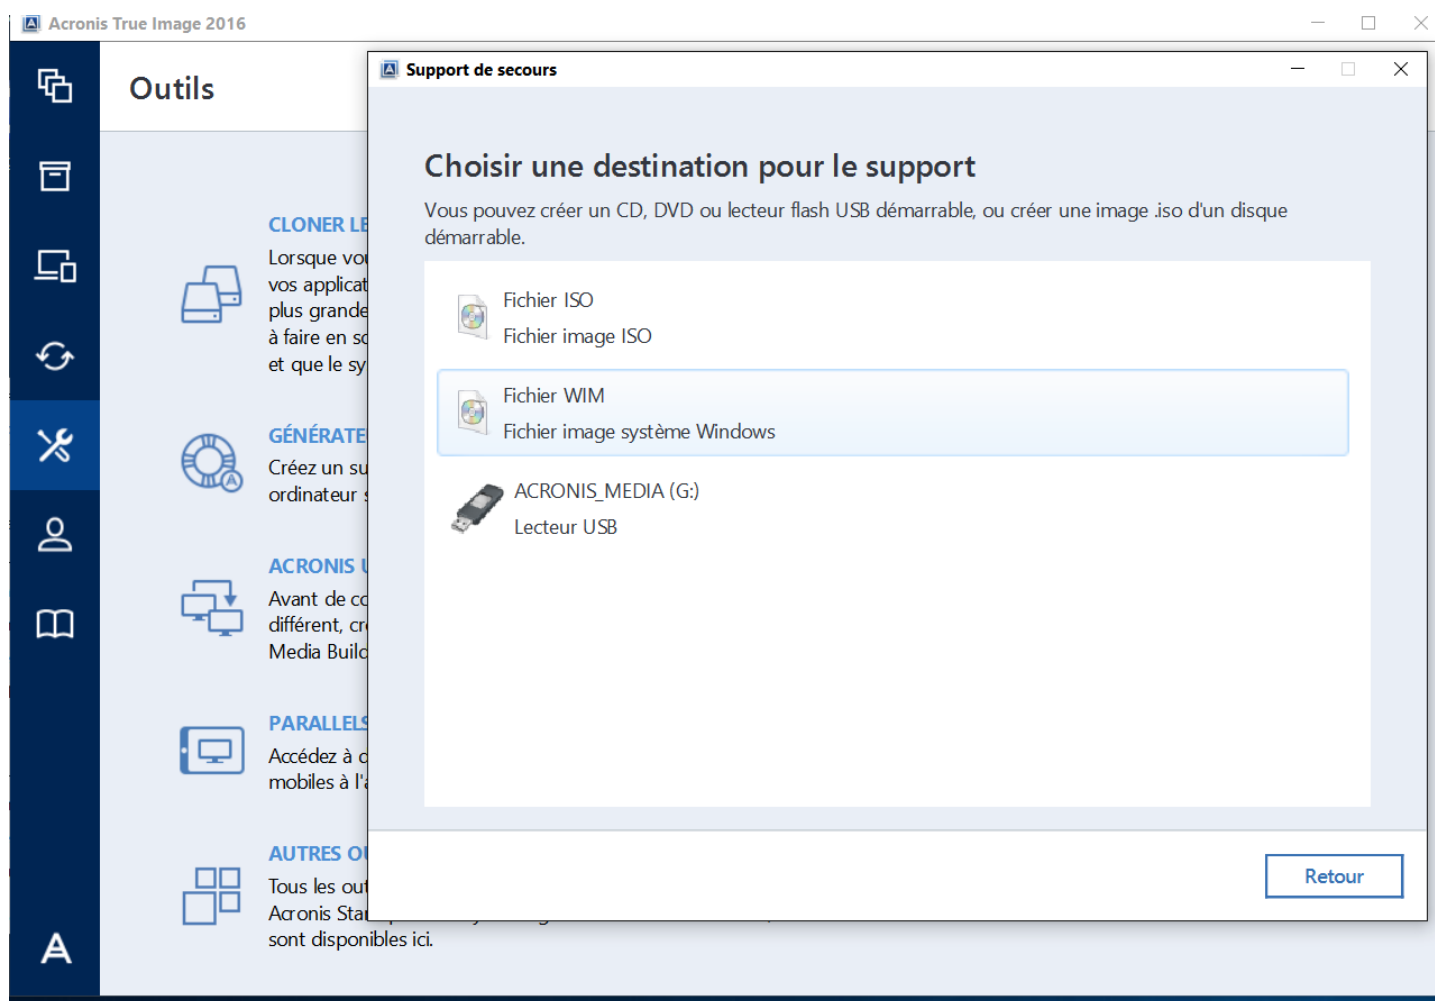 Acronis True Image 2016
Outils
CLONER LE
Lorsque vou
vos applicat
plus grande
à faire en so
et que le sy
GÉNÉRATE
Créez un su
ordinateur s
ACRONIS U
Avant de co
différent, cr
Media Build
PARALLELS
Accédez à d
mobiles à l'a
AUTRES OU
Tous les out
Acronis Star
sont disponibles ici.
Support de secours
Choisir une destination pour le support
Vous pouvez créer un CD, DVD ou lecteur flash USB démarrable, ou créer une image .iso d'un disque
démarrable.
Fichier ISO
Fichier image ISO
Fichier WIM
Fichier image système Windows
ACRONIS_MEDIA (G:)
Lecteur USB
Retour